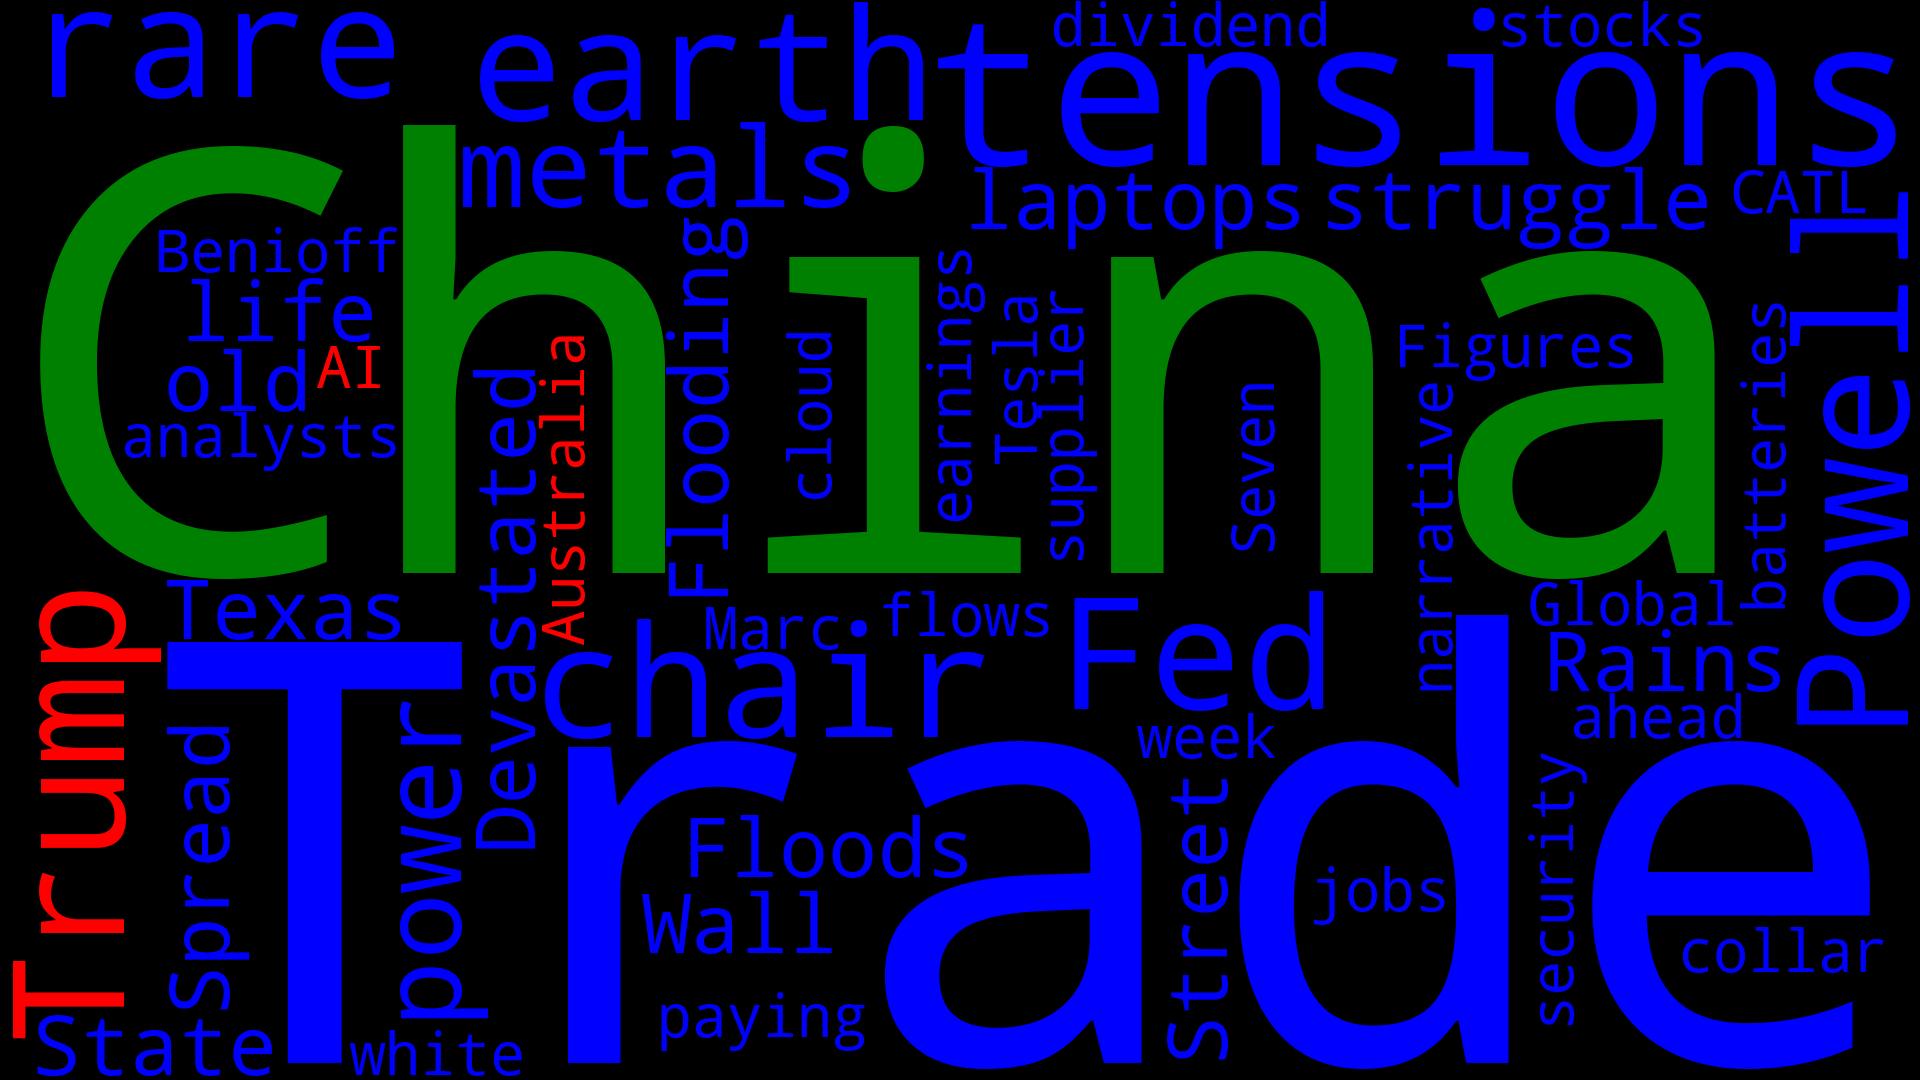 rare
earth
tensions
dividend
stocks
metals
laptops
struggle
CATL
China
Benioff
life
old
AI
analysts
Devastated
Australia
Flooding
cloud
earnings
Tesla
supplier
Seven
Figures
narrative
batteries
Powell
Trump
Texas
Marc
flows
chair
Fed
Global
Rains
ahead
week
Trade
Spread
power
Floods
Wall
paying
Street
jobs
security
collar
State
white